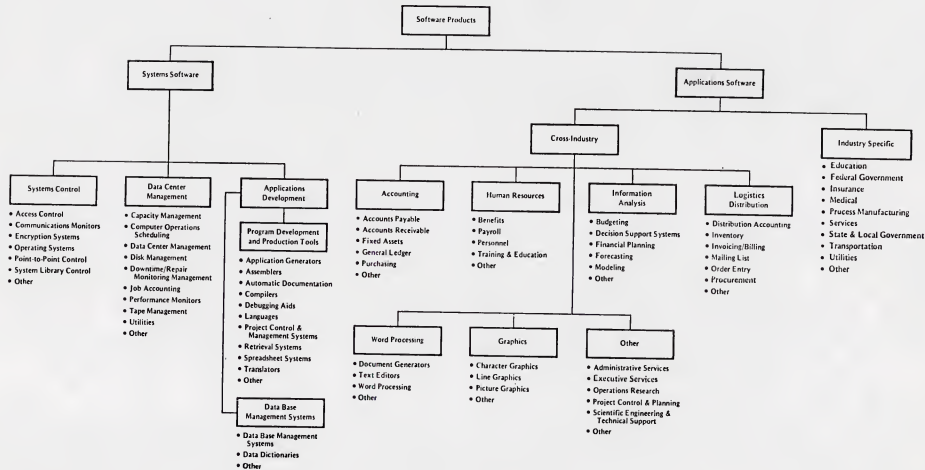 Software Products
Systems Software
Applications Software
Cross-Industry
Industry Specific
• Education
• Federal Government
• Insurance
• Medical
• Process Manufacturing
• Services
• State & Local Government
• Transportation
• Utilities
• Other
Systems Control
• Access Control
• Communications Monitors
• Encryption Systems
• Operating Systems
• Point-to-Point Control
• System Library Control
• Other
Data Center
Management
• Capacity Management
• Computer Operations
Scheduling
• Data Center Management
• Disk Management
• Downtime/Repair
Monitoring Management
• Job Accounting
• Performance Monitors
• Tape Management
• Utilities
• Other
Applications
Development
Program Development
and Production Tools
• Application Generators
• Assemblers
• Automatic Documentation
• Compilers
• Debugging Aids
• Languages
• Project Control &
Management Systems
• Retrieval Systems
• Spreadsheet Systems
• Translators
• Other
Data Base
Management Systems
• Data Base Management
Systems
• Data Dictionaries
• Other
Accounting
• Accounts Payable
• Accounts Receivable
• Fixed Assets
• General Ledger
• Purchasing
• Other
Human Resources
• Benefits
• Payroll
• Personnel
• Training & Education
• Other
Information
Analysis
• Budgeting
• Decision Support Systems
• Financial Planning
• Forecasting
• Modeling
• Other
Logistics
Distribution
• Distribution Accounting
• Inventory
• Invoicing/Billing
• Mailing List
• Order Entry
• Procurement
• Other
Word Processing
• Document Generators
• Text Editors
• Word Processing
• Other
Graphics
• Character Graphics
• Line Graphics
• Picture Graphics
• Other
Other
• Administrative Services
• Executive Services
• Operations Research
• Project Control & Planning
• Scientific Engineering &
Technical Support
• Other